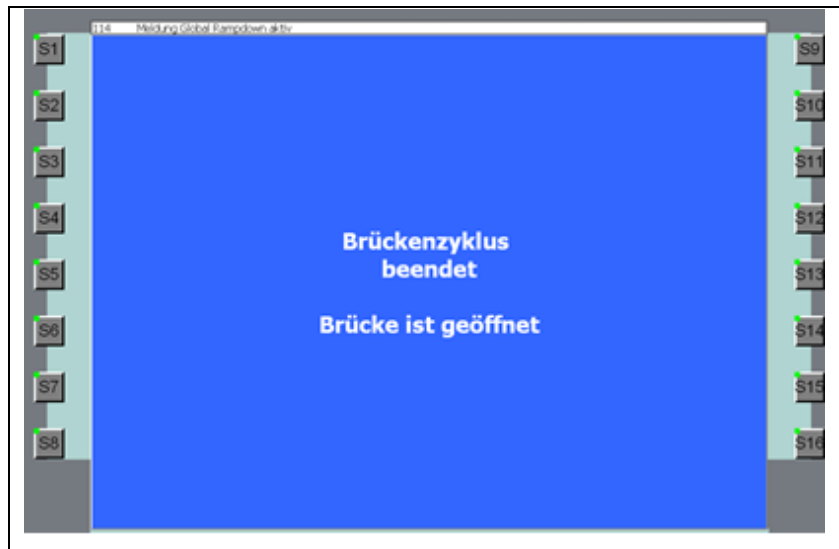 114 Meldung Global Rampdown aktiv
S1
S2
S3
S4
S5
S6
S7
S8
Brückenzyklus
beendet
Brücke ist geöffnet
S9
S10
S11
S12
S13
S14
S15
S16